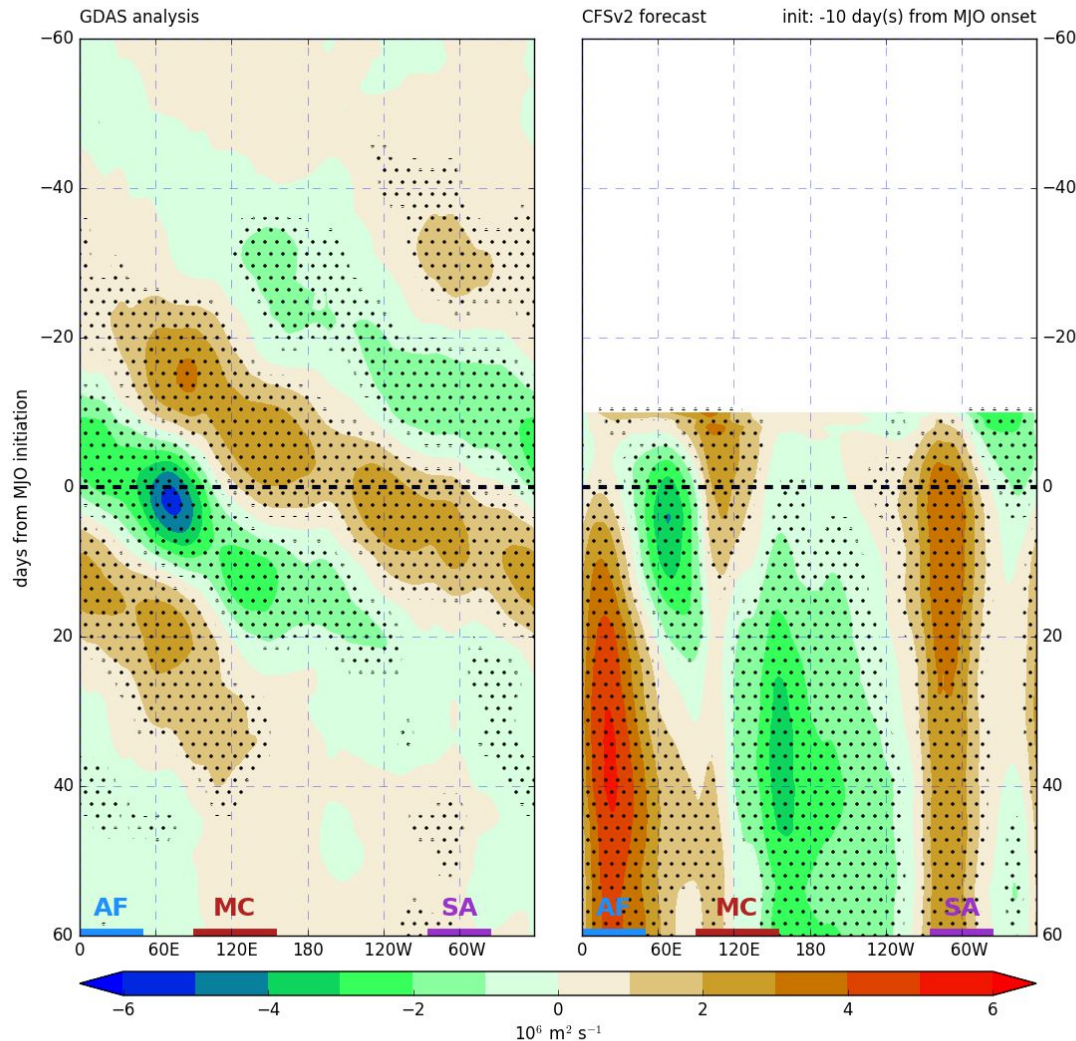 GDAS analysis
CFSv2 forecast init: -10 day(s) from MJO onset
−60 −60
−40 −40
−20 −20
0 0
20 20
40 40
60 60
days from MJO initiation
AF MC SA AF MC SA
0E 60E 120E 180 120W 60W 0E 60E 120E 180 120W 60W
−6 −4 −2 0 2 4 6
10⁶ m² s⁻¹